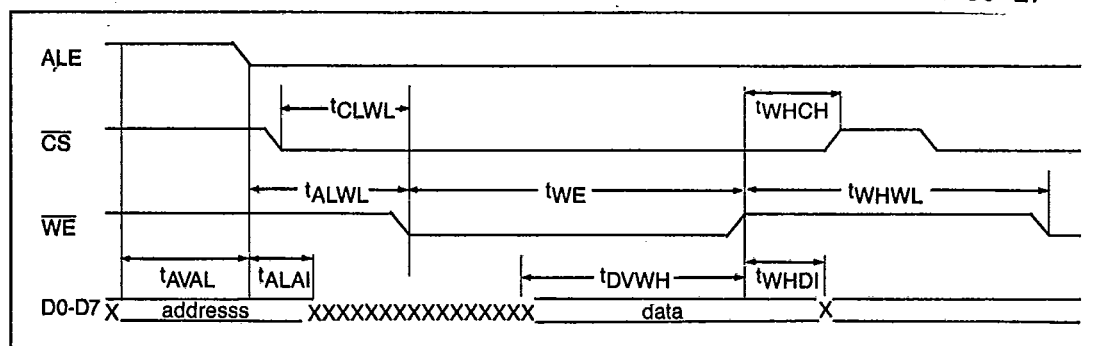 ALE
tCLWL
tWHCH
CS
tALWL
tWE
tWHWL
WE
tAVAL
tALAI
tDVWH
tWHDI
D0-D7 X addresss XXXXXXXXXXXXXXXX data X